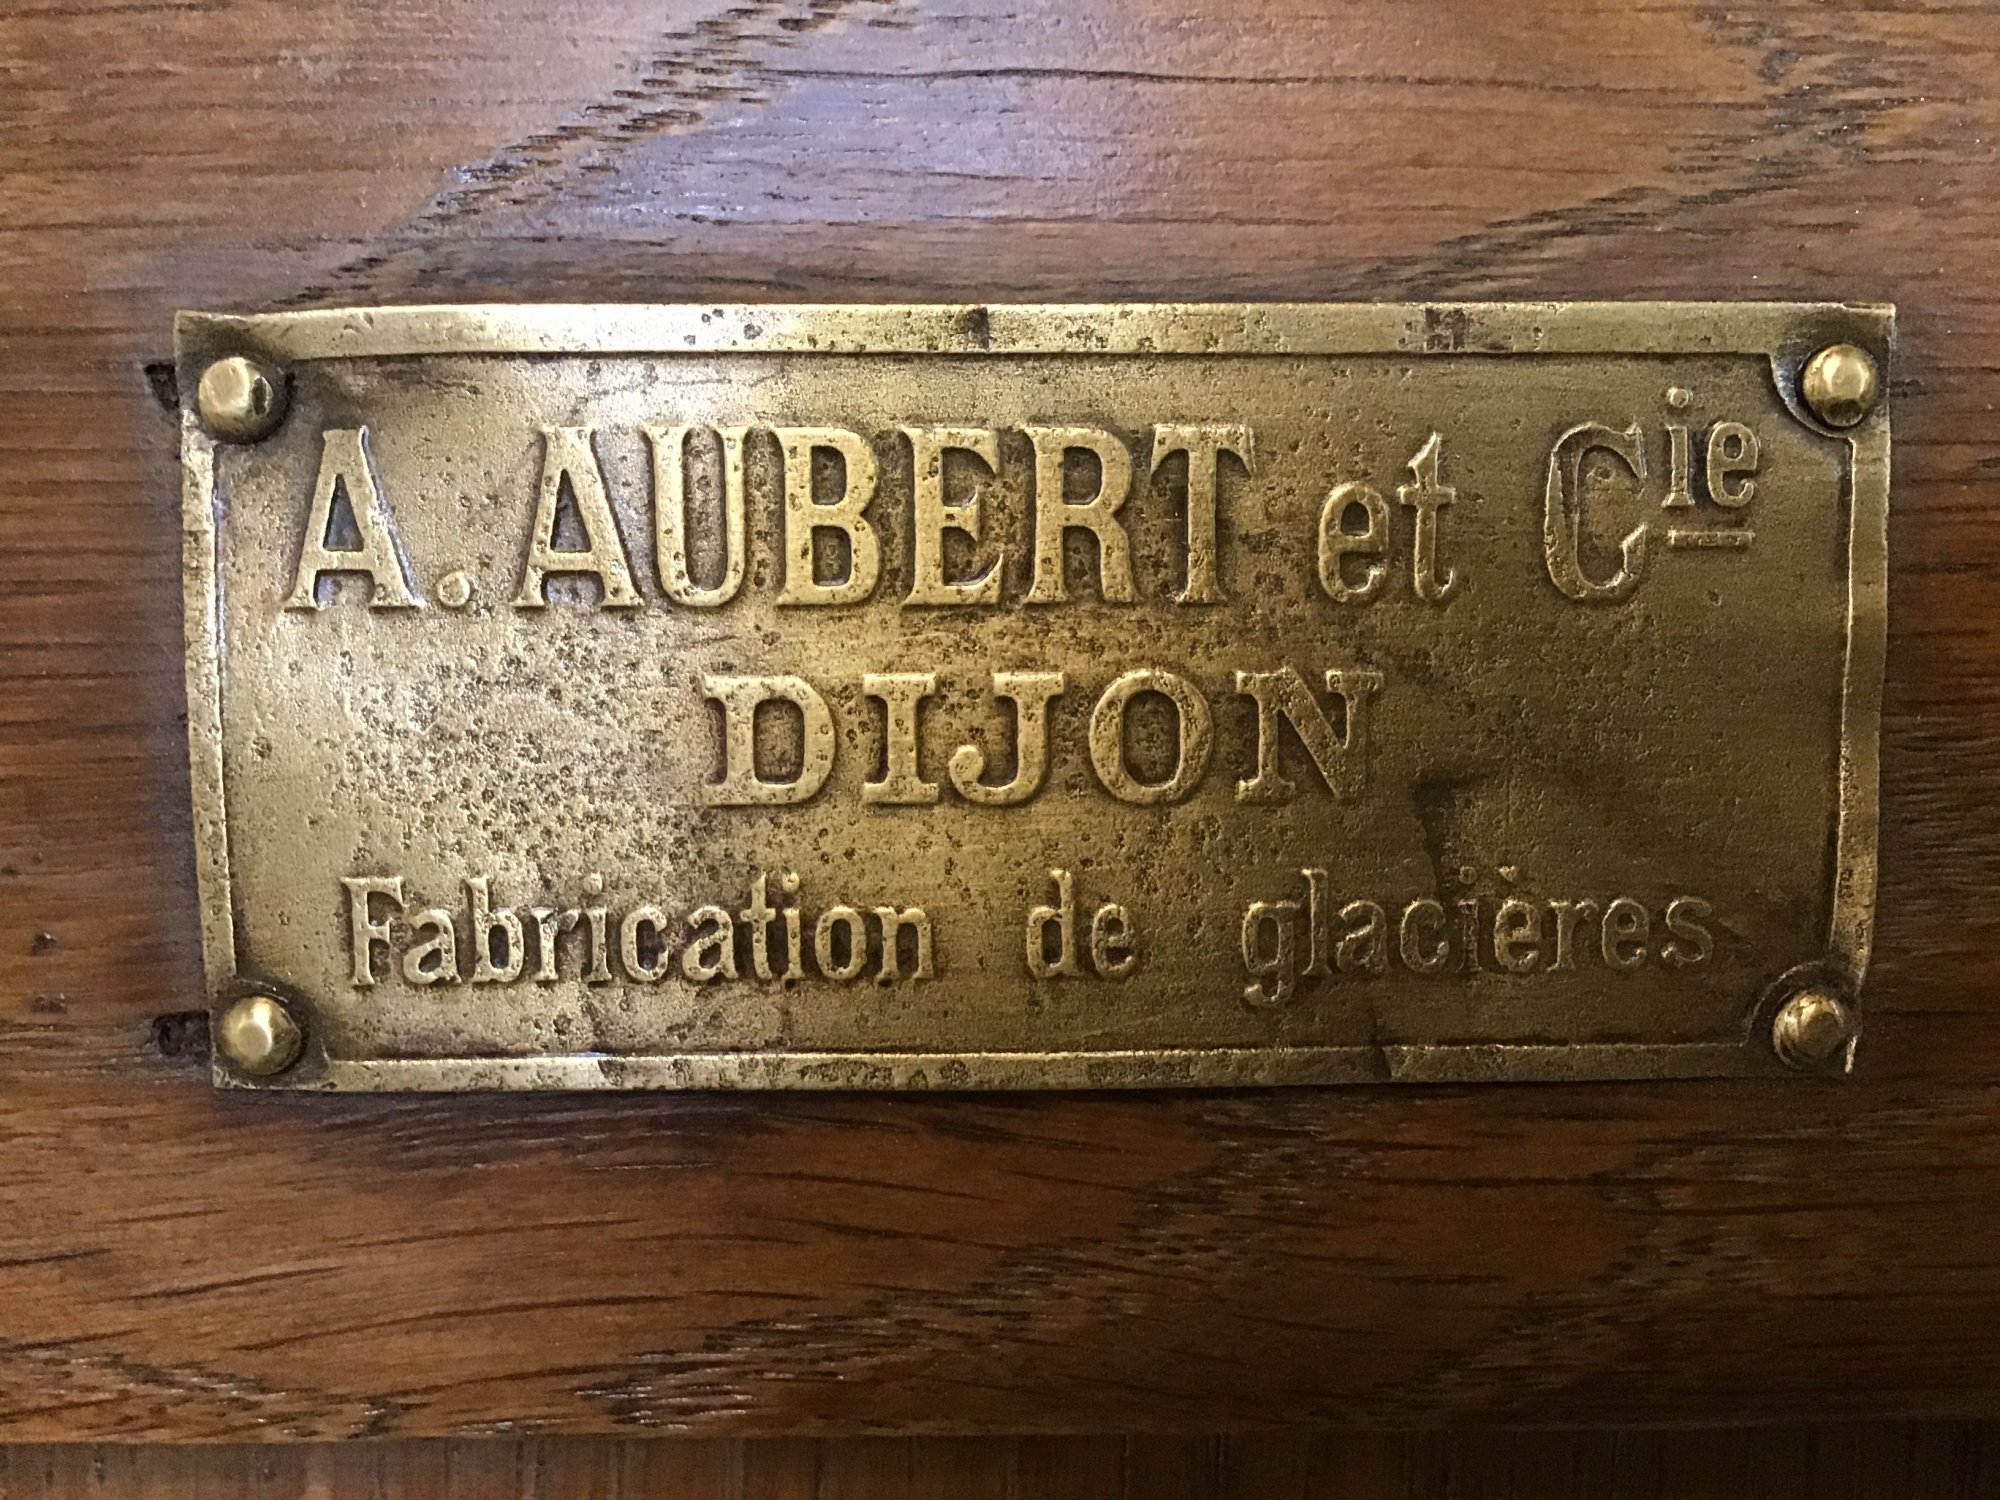 A. AUBERT et Cie
DIJON
Fabrication de glacières